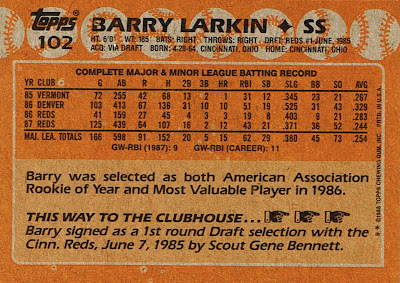 Topps
102
BARRY LARKIN ✦ SS
HT: 6'0" WT: 185 BATS: RIGHT THROWS: RIGHT DRAFT: REDS #1-JUNE, 1985
ACQ: VIA DRAFT BORN: 4-28-64, CINCINNATI, OHIO HOME: CINCINNATI, OHIO
COMPLETE MAJOR & MINOR LEAGUE BATTING RECORD
YR CLUB G AB R H 2B 3B HR RBI SB SLG BB SO AVG
85 VERMONT 72 255 42 68 13 2 1 31 12 .345 23 21 .267
86 DENVER 103 413 67 136 31 10 10 51 19 .525 31 43 .329
86 REDS 41 159 27 45 4 3 3 19 8 .403 9 21 .283
87 REDS 125 439 64 107 16 2 12 43 21 .371 36 52 .244
MAJ. LEA. TOTALS 166 598 91 152 20 5 15 62 29 .380 45 73 .254
GW-RBI (1987): 9 GW-RBI (CAREER): 11
Barry was selected as both American Association
Rookie of Year and Most Valuable Player in 1986.
THIS WAY TO THE CLUBHOUSE...
Barry signed as a 1st round Draft selection with the
Cinn. Reds, June 7, 1985 by Scout Gene Bennett.
©1988 TOPPS CHEWING GUM, INC. PRTD. IN U.S.A.